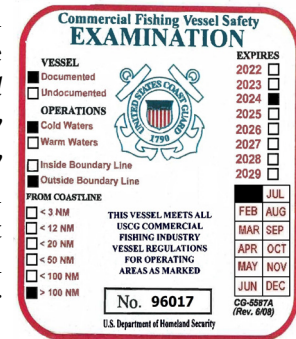 Commercial Fishing Vessel Safety
EXAMINATION
VESSEL
Documented
Undocumented
OPERATIONS
Cold Waters
Warm Waters
Inside Boundary Line
Outside Boundary Line
FROM COASTLINE
< 3 NM
< 12 NM
< 20 NM
< 50 NM
< 100 NM
> 100 NM
UNITED STATES COAST GUARD
1790
THIS VESSEL MEETS ALL
USCG COMMERCIAL
FISHING INDUSTRY
VESSEL REGULATIONS
FOR OPERATING
AREAS AS MARKED
No. 96017
U.S. Department of Homeland Security
EXPIRES
2022
2023
2024
2025
2026
2027
2028
2029
JUL
FEB AUG
MAR SEP
APR OCT
MAY NOV
JUN DEC
CG-5587A
(Rev. 6/08)